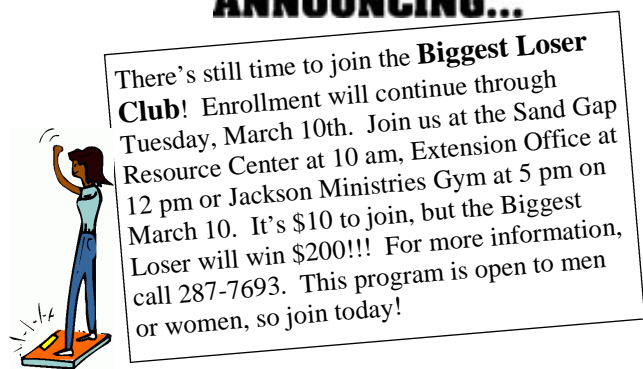 ANNOUNCING...
There's still time to join the Biggest Loser
Club! Enrollment will continue through
Tuesday, March 10th. Join us at the Sand Gap
Resource Center at 10 am, Extension Office at
12 pm or Jackson Ministries Gym at 5 pm on
March 10. It's $10 to join, but the Biggest
Loser will win $200!!! For more information,
call 287-7693. This program is open to men
or women, so join today!